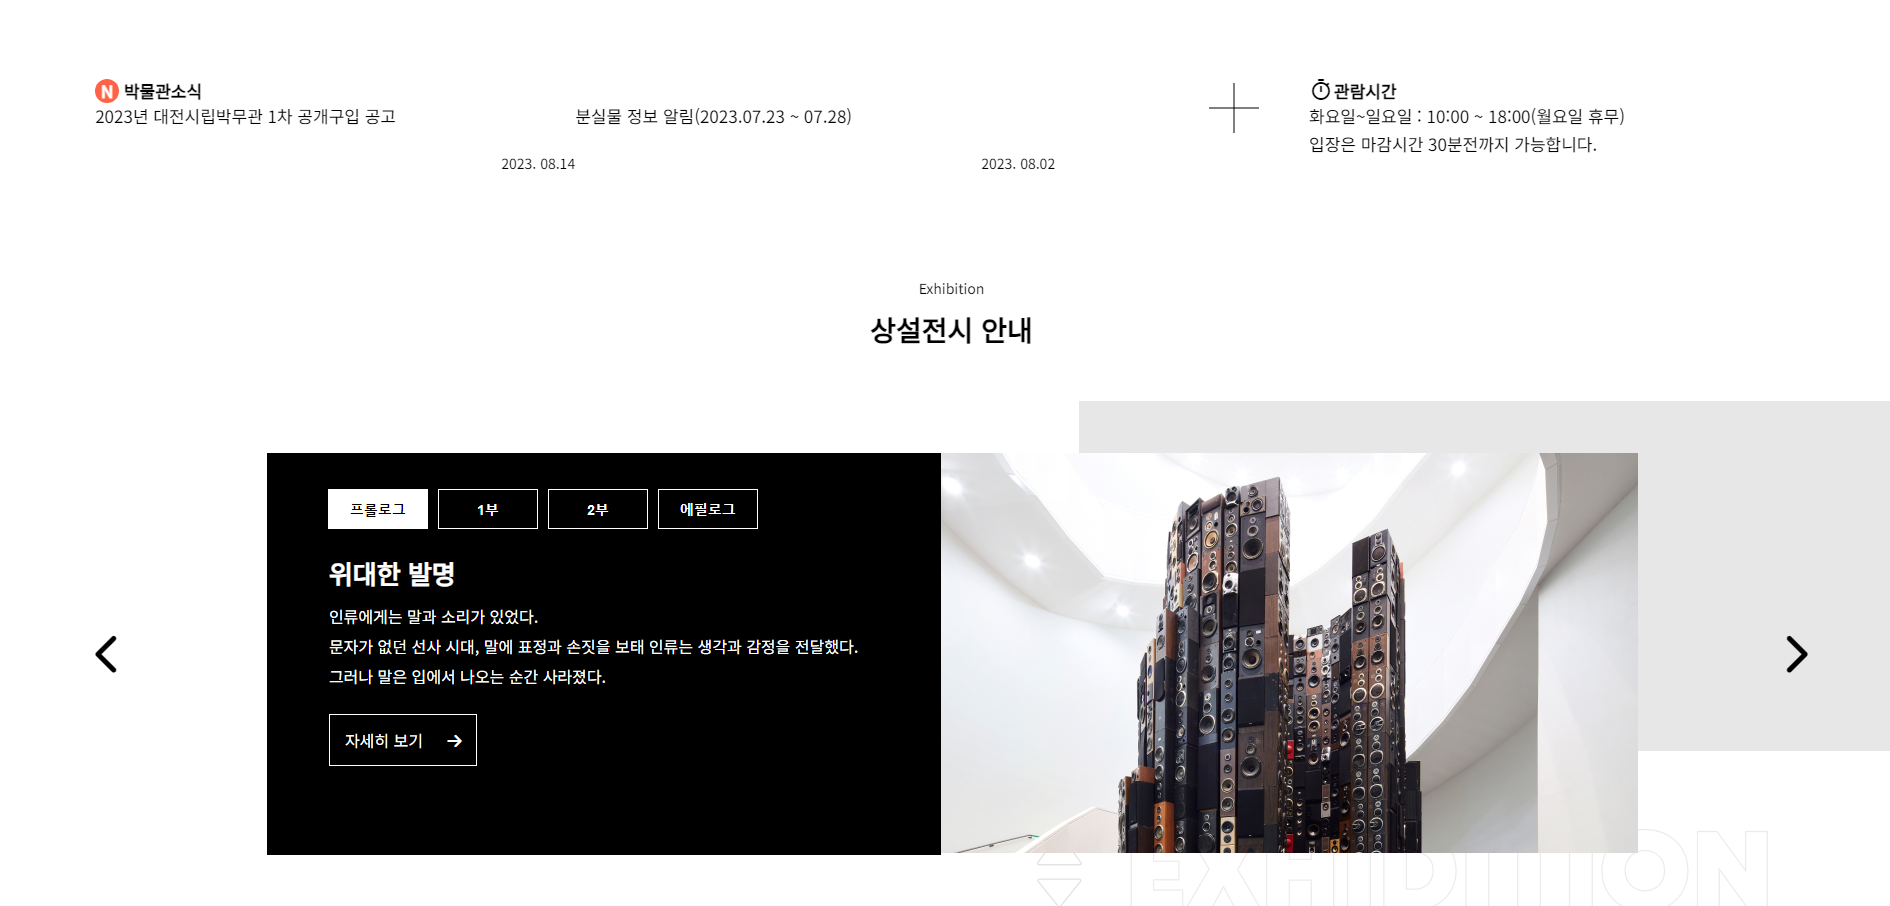 N 박물관소식
2023년 대전시립박무관 1차 공개구입 공고
2023. 08.14
분실물 정보 알림(2023.07.23 ~ 07.28)
2023. 08.02
관람시간
화요일~일요일 : 10:00 ~ 18:00(월요일 휴무)
입장은 마감시간 30분전까지 가능합니다.
Exhibition
상설전시 안내
프롤로그
1부
2부
에필로그
위대한 발명
인류에게는 말과 소리가 있었다.
문자가 없던 선사 시대, 말에 표정과 손짓을 보태 인류는 생각과 감정을 전달했다.
그러나 말은 입에서 나오는 순간 사라졌다.
자세히 보기
EXHIBITION